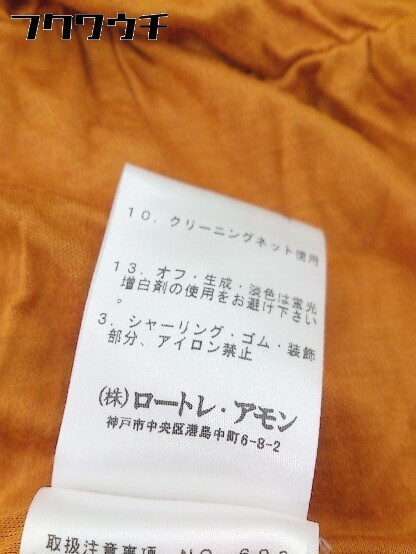 フクワウチ
10. クリーニングネット使用
13. オフ・生成・淡色は蛍光
増白剤の使用をお避け下さい
。
3. シャーリング・ゴム・装飾
部分、アイロン禁止
(株)ロートレ・アモン
神戸市中央区港島中町6-8-2
取扱注意事項 NO.